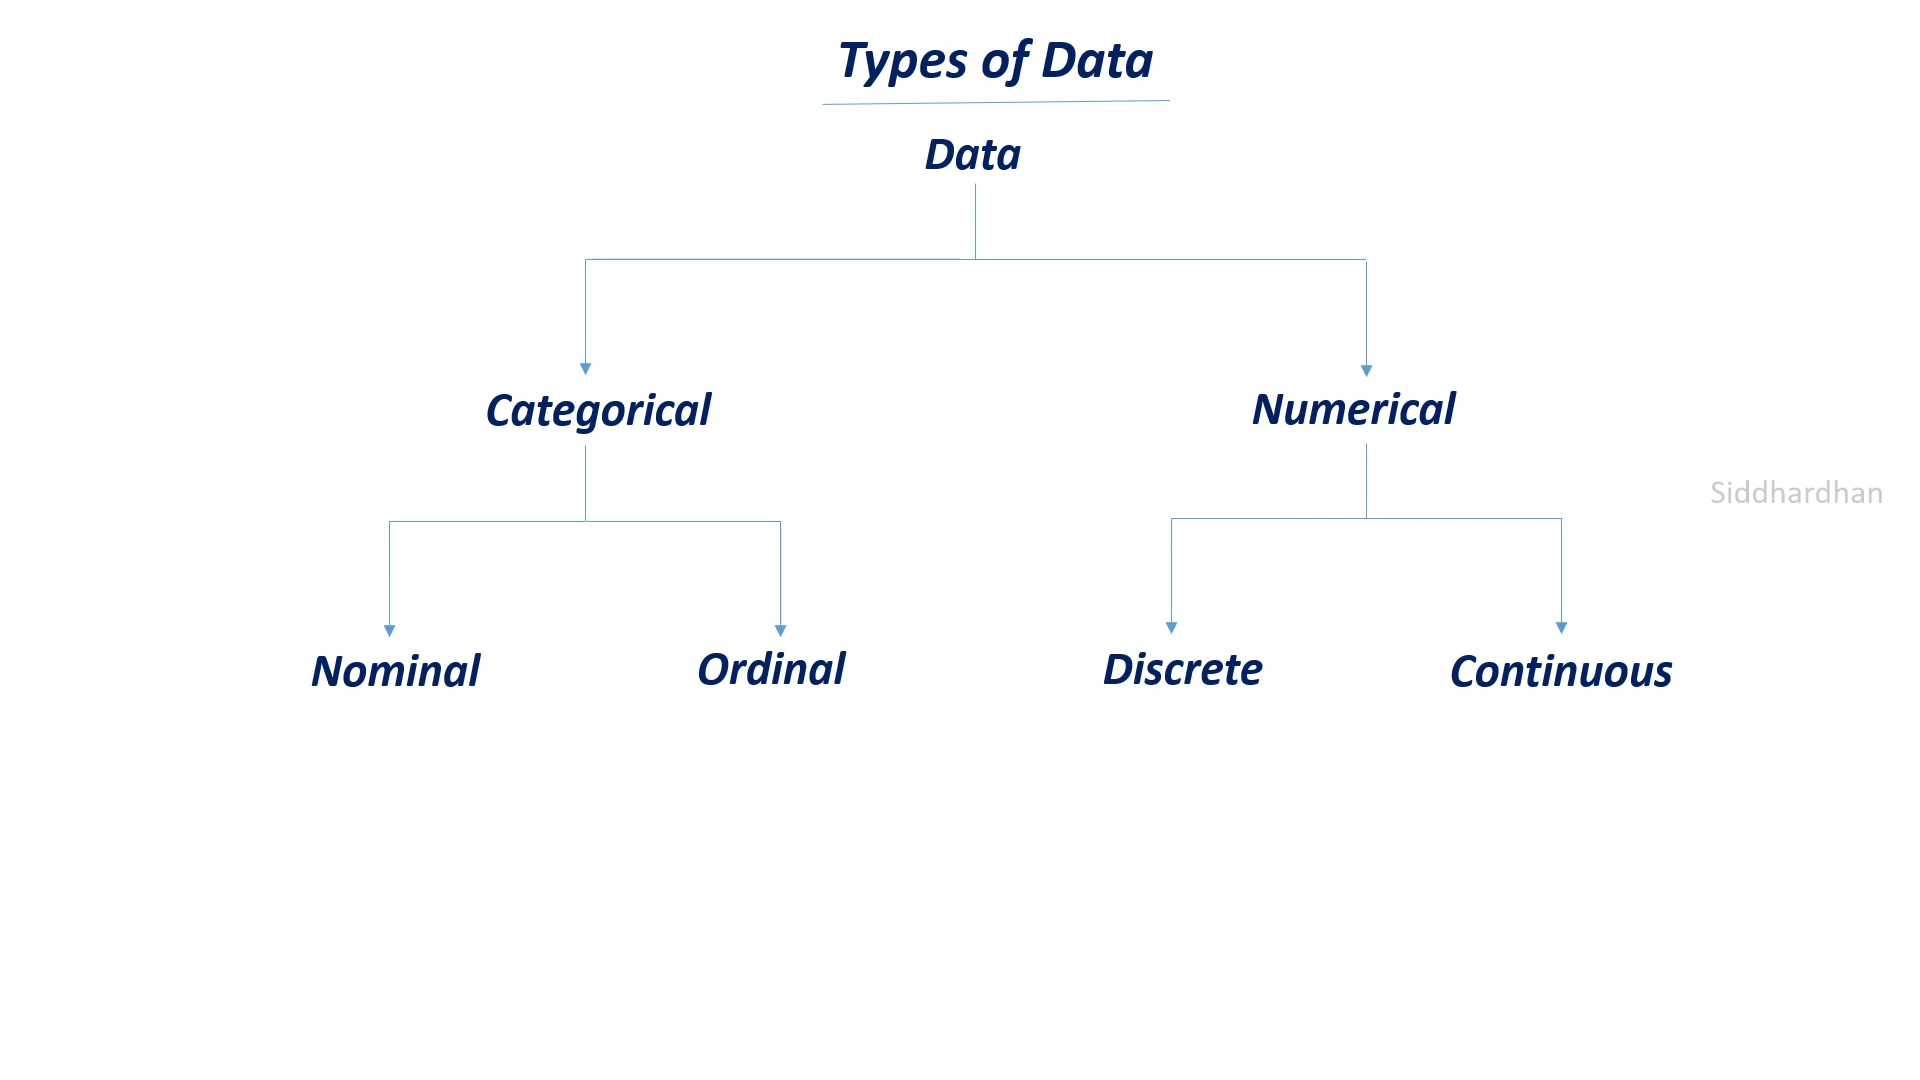 Types of Data
Data
Categorical
Numerical
Siddhardhan
Nominal
Ordinal
Discrete
Continuous